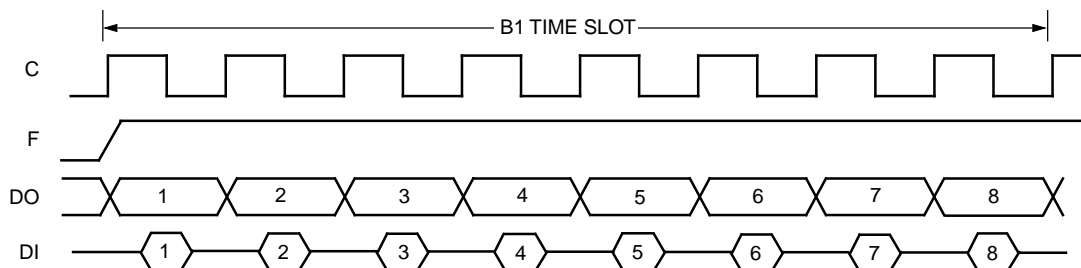 B1 TIME SLOT
C
F
DO 1 2 3 4 5 6 7 8
DI 1 2 3 4 5 6 7 8